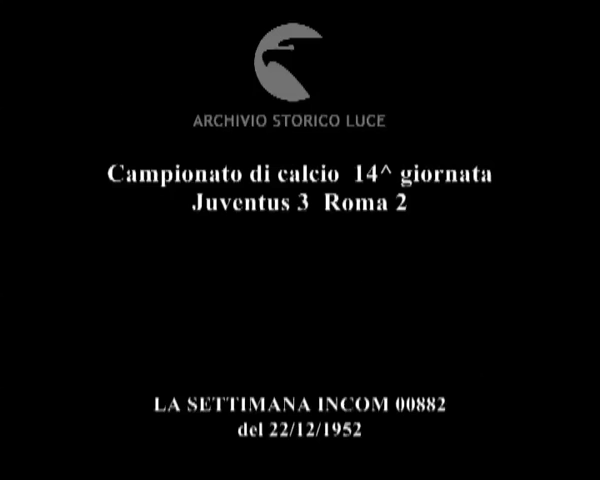 ARCHIVIO STORICO LUCE
Campionato di calcio 14^ giornata
Juventus 3 Roma 2
LA SETTIMANA INCOM 00882
del 22/12/1952